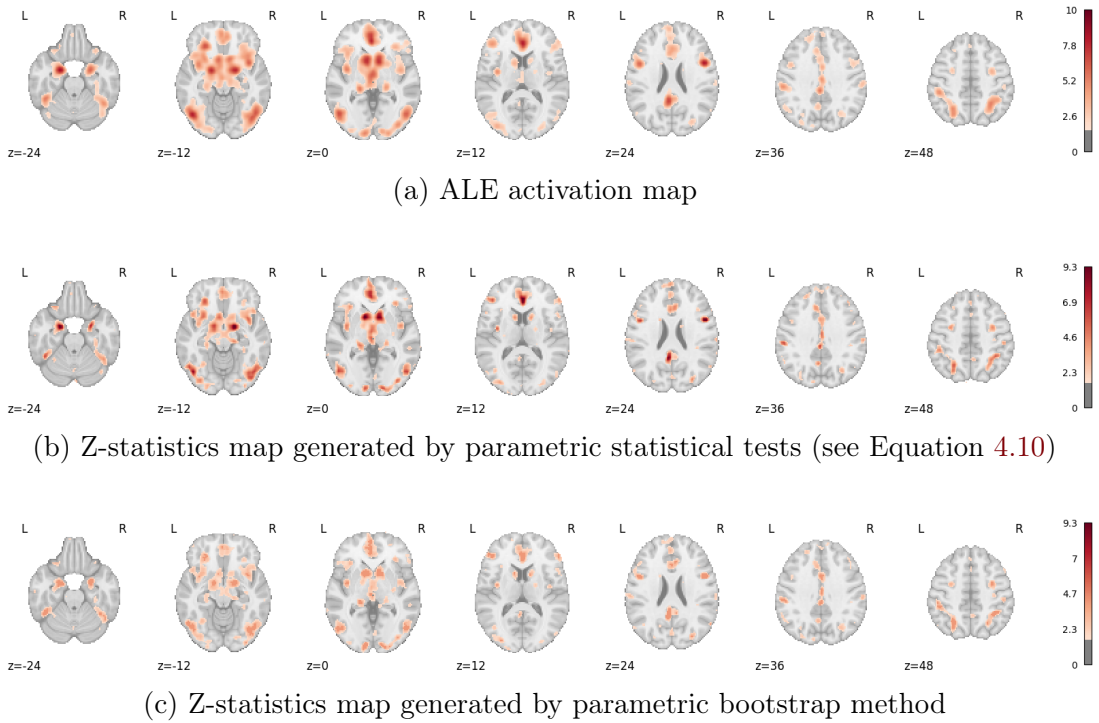 L R L R L R L R L R L R L R 10
7.8
5.2
2.6
0
z=-24 z=-12 z=0 z=12 z=24 z=36 z=48
(a) ALE activation map
L R L R L R L R L R L R L R 9.3
6.9
4.6
2.3
0
z=-24 z=-12 z=0 z=12 z=24 z=36 z=48
(b) Z-statistics map generated by parametric statistical tests (see Equation 4.10)
L R L R L R L R L R L R L R 9.3
7
4.7
2.3
0
z=-24 z=-12 z=0 z=12 z=24 z=36 z=48
(c) Z-statistics map generated by parametric bootstrap method